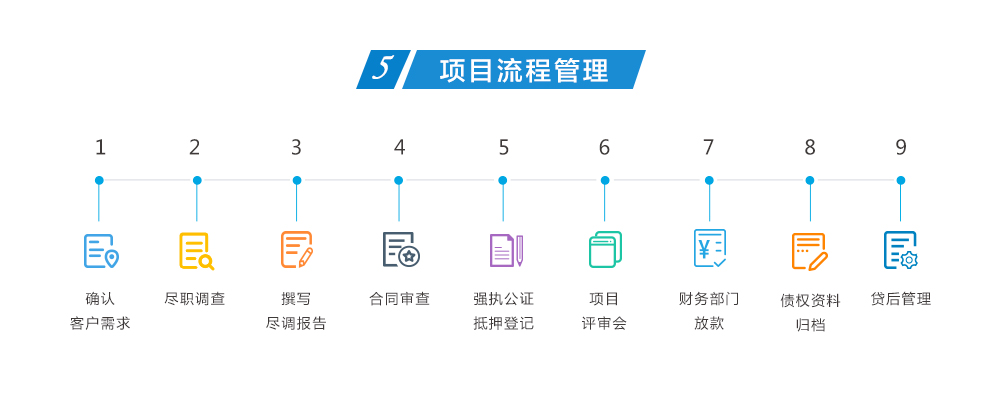 5 项目流程管理
1 2 3 4 5 6 7 8 9
¥
确认
客户需求
尽职调查
撰写
尽调报告
合同审查
强执公证
抵押登记
项目
评审会
财务部门
放款
债权资料
归档
贷后管理